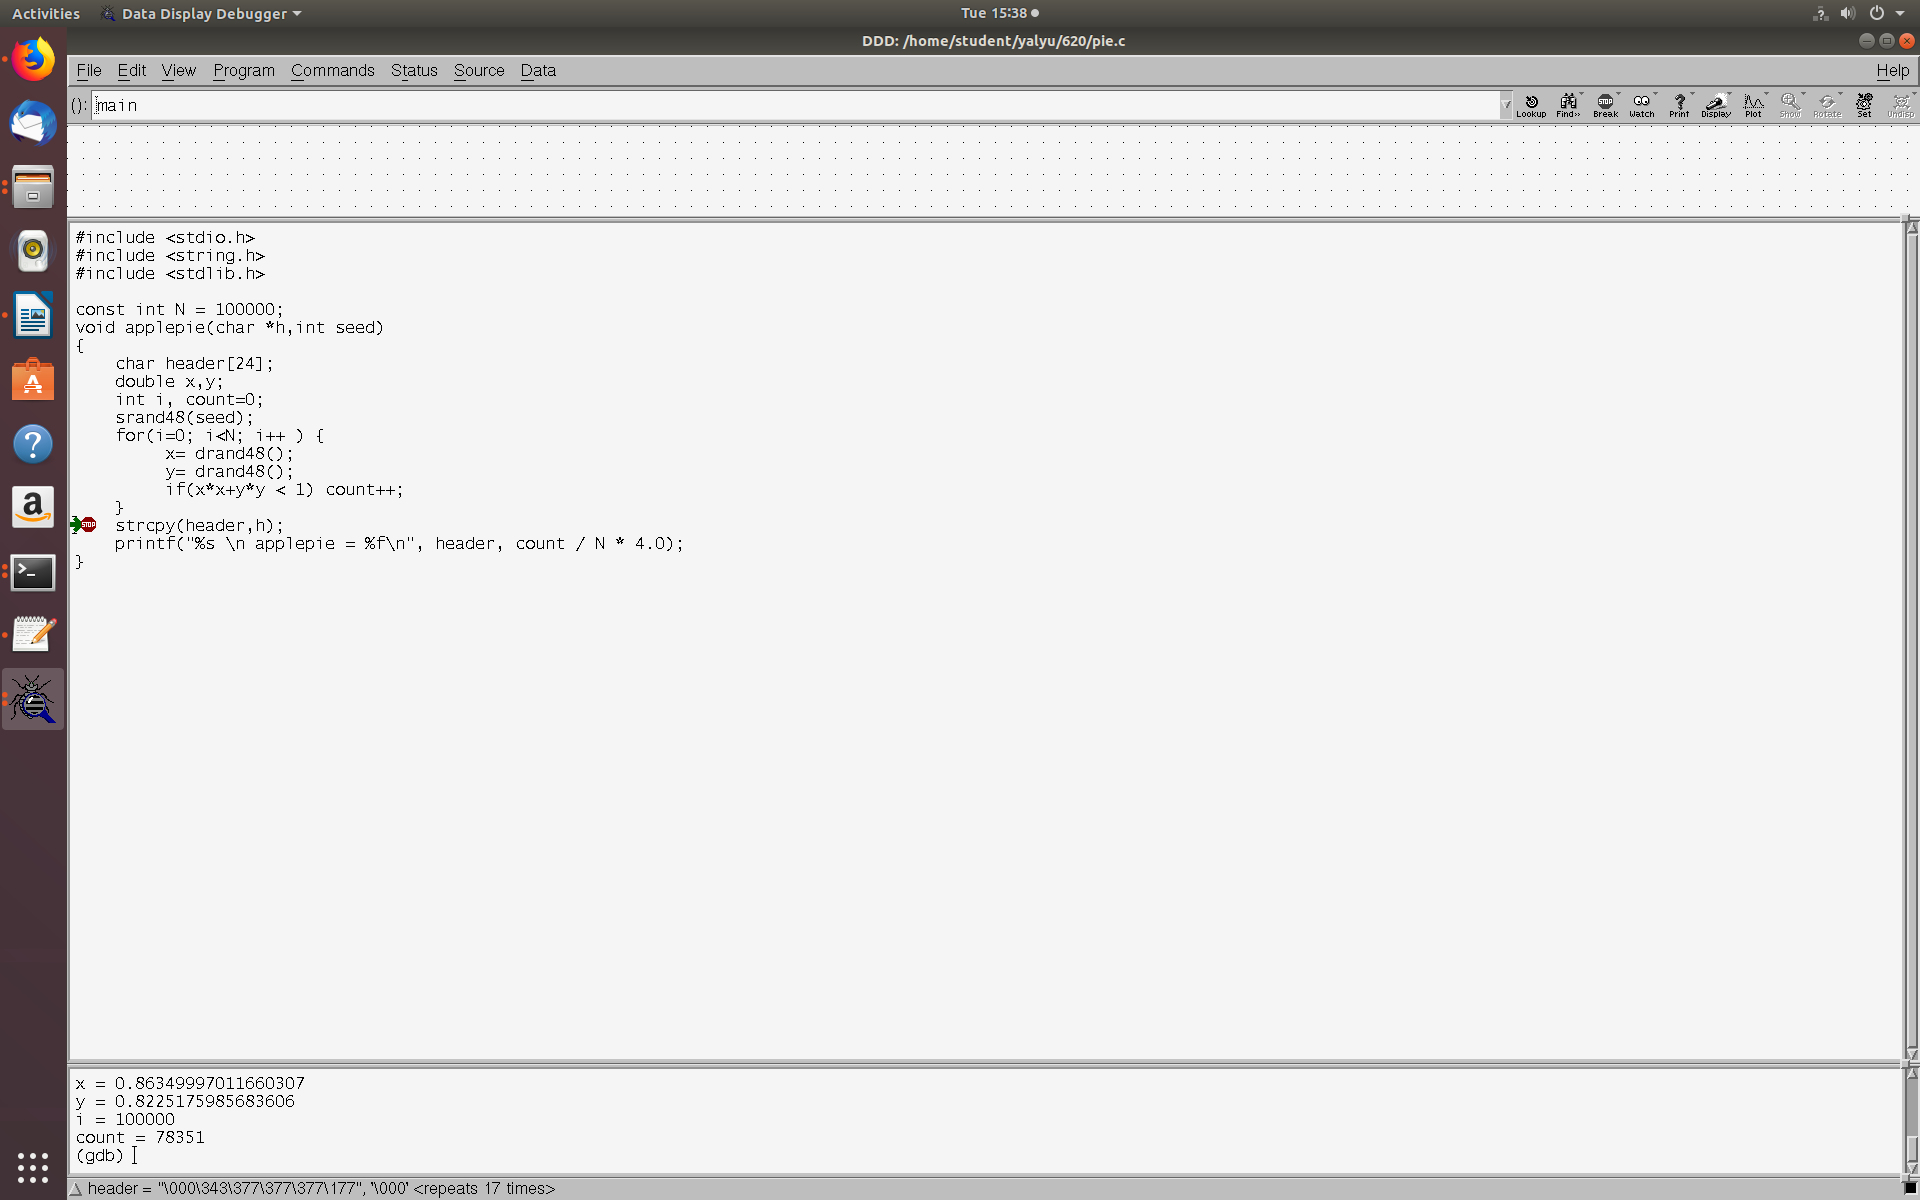 Activities Data Display Debugger Tue 15:38
DDD: /home/student/yalyu/620/pie.c
File Edit View Program Commands Status Source Data Help
(): main
Lookup Find>> Break Watch Print Display Plot Show Rotate Set Undisp
#include <stdio.h>
#include <string.h>
#include <stdlib.h>
const int N = 100000;
void applepie(char *h,int seed)
{
char header[24];
double x,y;
int i, count=0;
srand48(seed);
for(i=0; i<N; i++ ) {
x= drand48();
y= drand48();
if(x*x+y*y < 1) count++;
}
STOP strcpy(header,h);
printf("%s \n applepie = %f\n", header, count / N * 4.0);
}
x = 0.86349997011660307
y = 0.8225175985683606
i = 100000
count = 78351
(gdb)
header = "\000\343\377\377\377\177", '\000' <repeats 17 times>